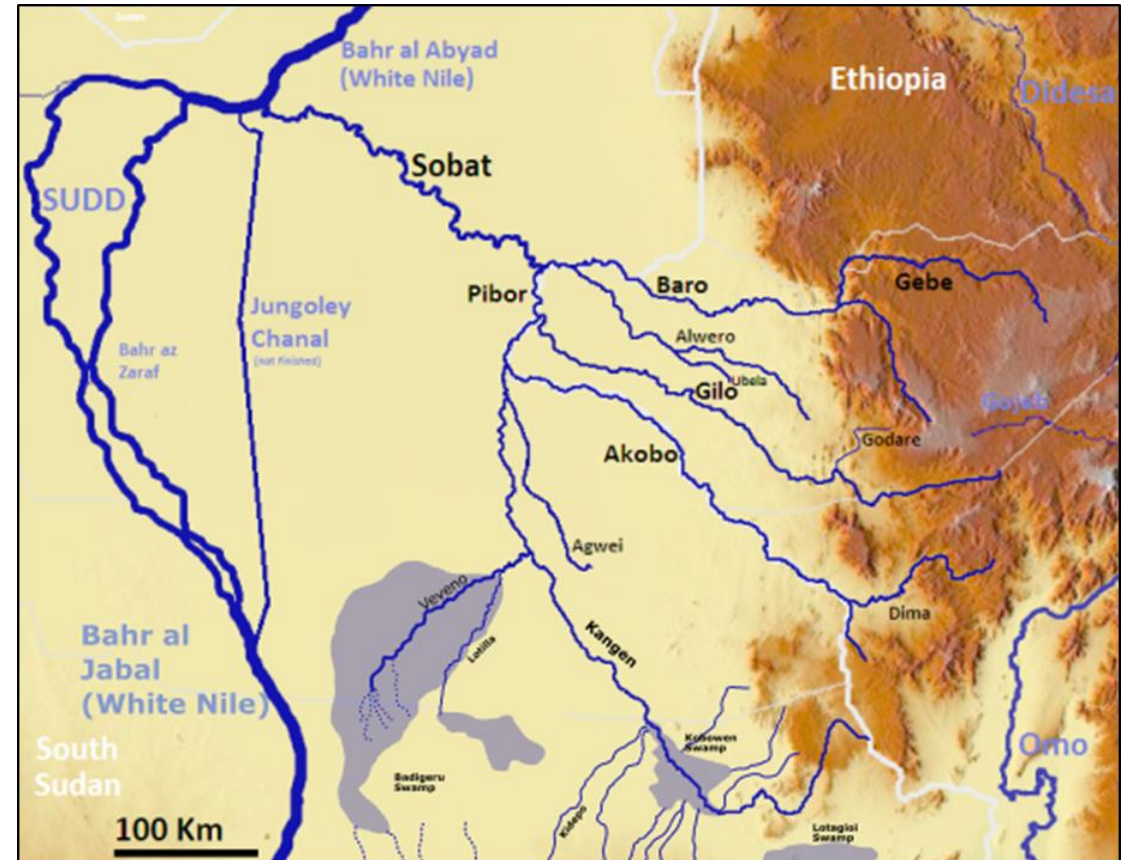 Bahr al Abyad
(White Nile)
Ethiopia
Didesa
Sobat
SUDD
Baro
Gebe
Pibor
Jungoley
Chanal
(not finished)
Alwero
Bahr az
Zaraf
Ubela
Gilo
Gojeb
Godare
Akobo
Agwei
Veveno
Dima
Lotilla
Kangen
Bahr al
Jabal
(White Nile)
South
Sudan
Kobowen
Swamp
Omo
Badigeru
Swamp
Kidepo
Lotagipi
Swamp
100 Km